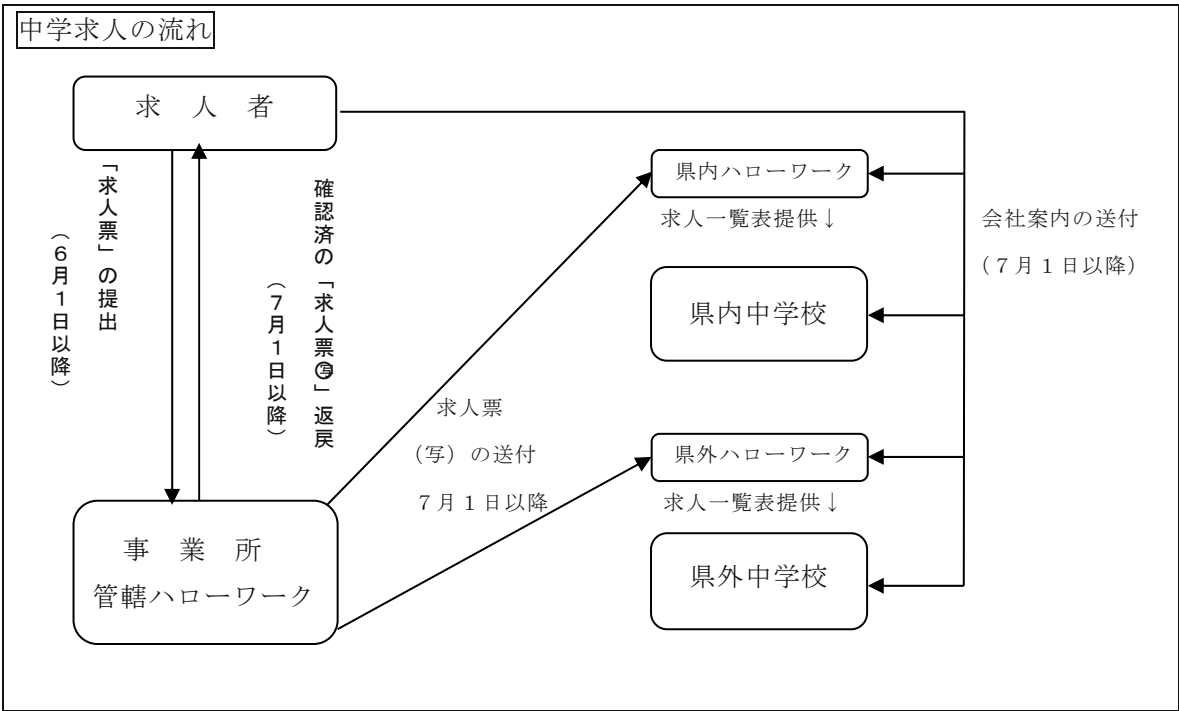 中学求人の流れ
求　人　者
「求人票」の提出
（６月１日以降）
確認済の「求人票㊢」返戻
（７月１日以降）
県内ハローワーク
求人一覧表提供↓
会社案内の送付
（７月１日以降）
県内中学校
求人票
（写）の送付
７月１日以降
県外ハローワーク
求人一覧表提供↓
事　業　所
管轄ハローワーク
県外中学校